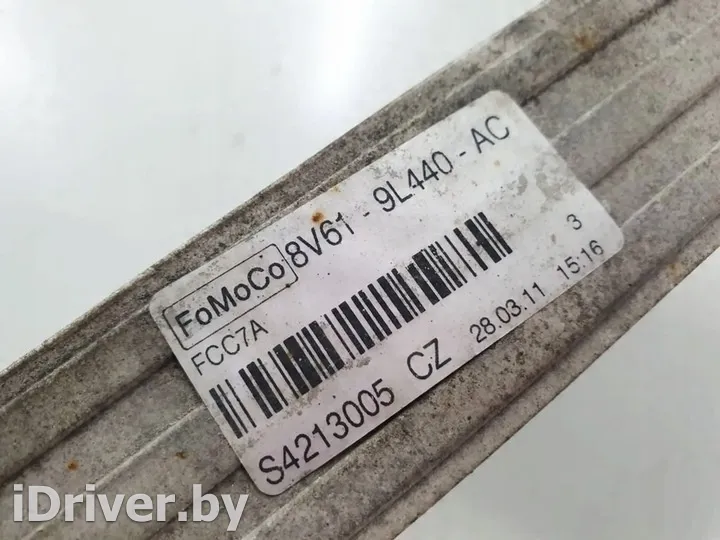 FoMoCo 8V61 - 9L440 - AC
FCC7A
3
S4213005 CZ 28.03.11 15:16
iDriver.by